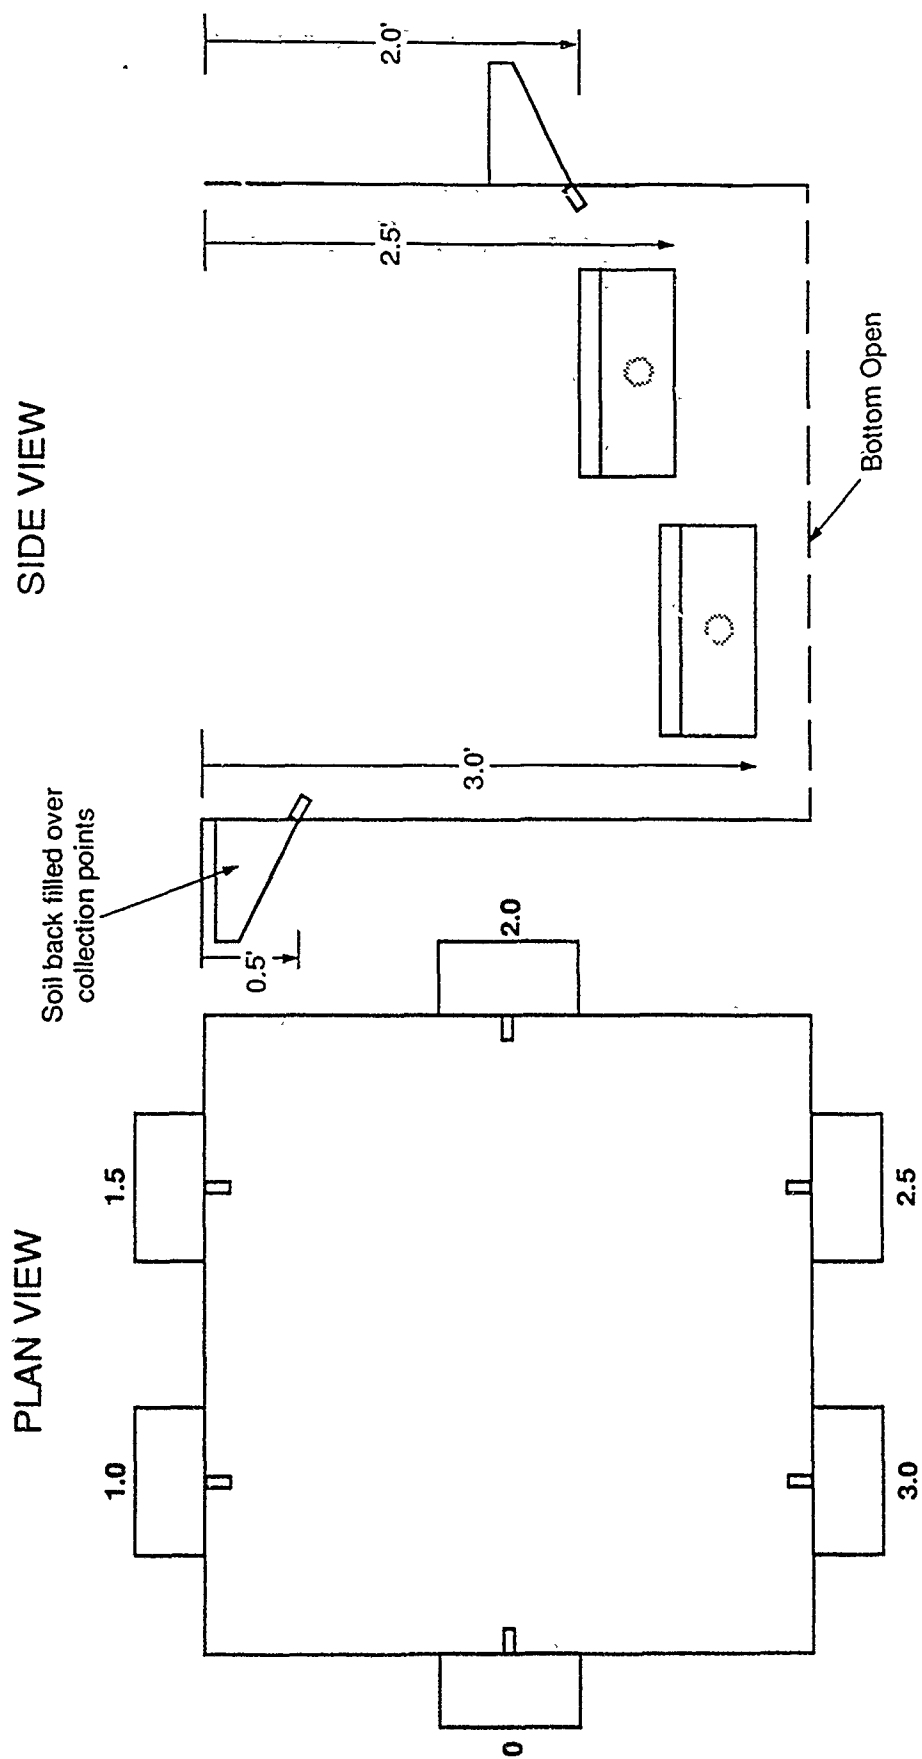 PLAN VIEW
1.0
1.5
0
2.0
3.0
2.5
SIDE VIEW
Soil back filled over
collection points
0.5'
3.0'
2.5'
2.0'
Bottom Open